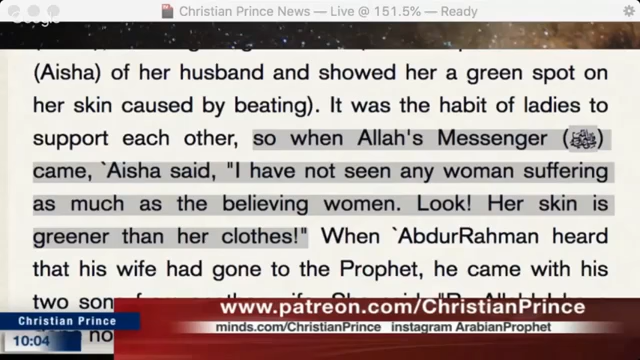 Christian Prince News — Live @ 151.5% — Ready
(Aisha) of her husband and showed her a green spot on
her skin caused by beating). It was the habit of ladies to
support each other, so when Allah's Messenger (ﷺ)
came, `Aisha said, "I have not seen any woman suffering
as much as the believing women. Look! Her skin is
greener than her clothes!" When `AbdurRahman heard
that his wife had gone to the Prophet, he came with his
two
www.patreon.com/ChristianPrince
Christian Prince
minds.com/ChristianPrince instagram ArabianProphet
10:04